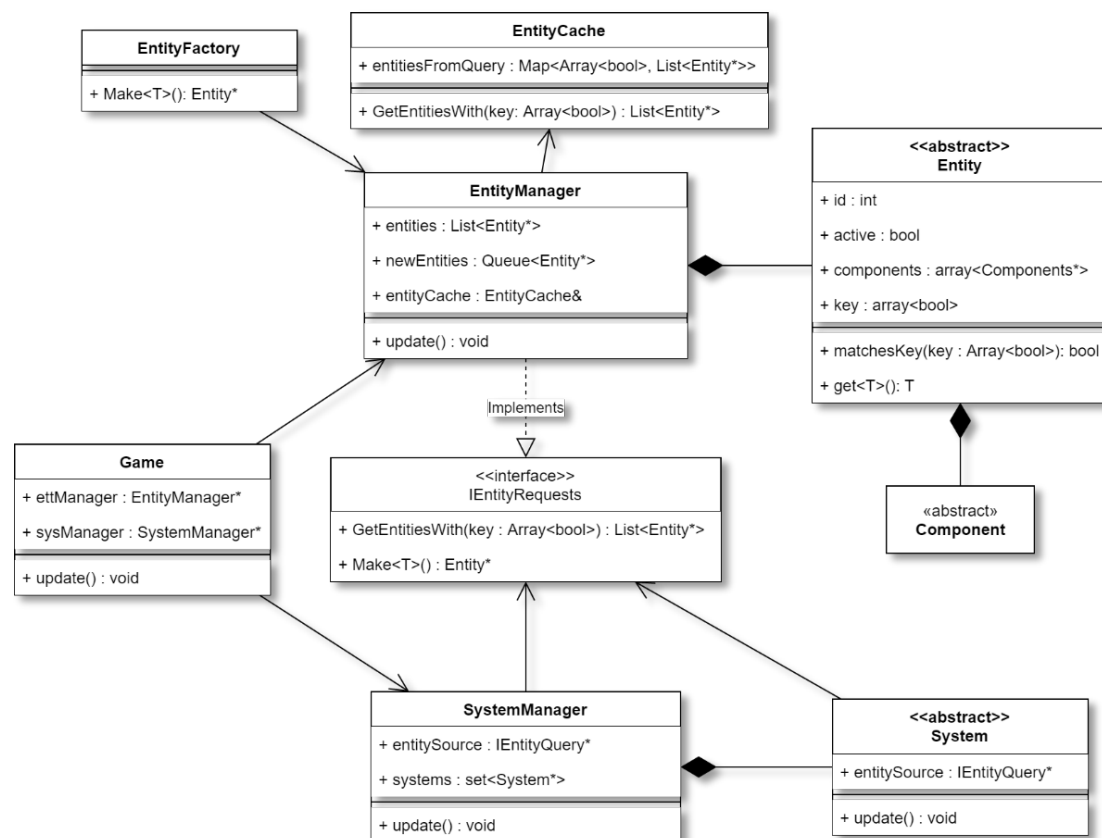 EntityFactory
+ Make<T>(): Entity*
EntityCache
+ entitiesFromQuery : Map<Array<bool>, List<Entity*>>
+ GetEntitiesWith(key: Array<bool>) : List<Entity*>
EntityManager
+ entities : List<Entity*>
+ newEntities : Queue<Entity*>
+ entityCache : EntityCache&
+ update() : void
<<abstract>>
Entity
+ id : int
+ active : bool
+ components : array<Components*>
+ key : array<bool>
+ matchesKey(key : Array<bool>): bool
+ get<T>(): T
Implements
Game
+ ettManager : EntityManager*
+ sysManager : SystemManager*
+ update() : void
<<interface>>
IEntityRequests
+ GetEntitiesWith(key : Array<bool>) : List<Entity*>
+ Make<T>() : Entity*
«abstract»
Component
SystemManager
+ entitySource : IEntityQuery*
+ systems : set<System*>
+ update() : void
<<abstract>>
System
+ entitySource : IEntityQuery*
+ update() : void